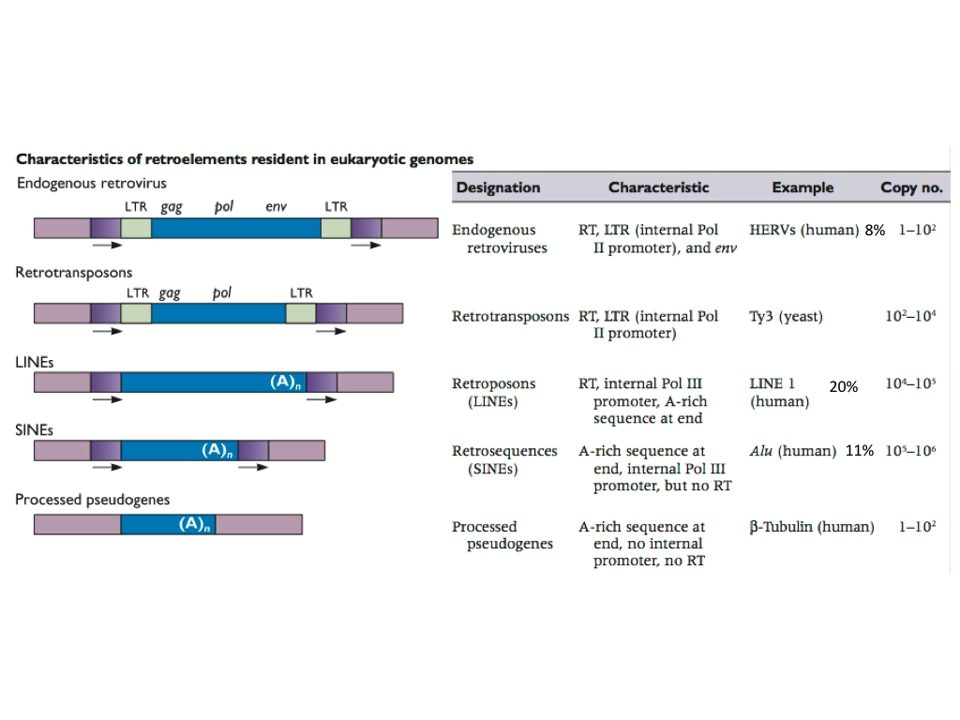 Characteristics of retroelements resident in eukaryotic genomes
Endogenous retrovirus
LTR gag pol env LTR
Retrotransposons
LTR gag pol LTR
LINEs
(A)n
SINEs
(A)n
Processed pseudogenes
(A)n
Designation Characteristic Example Copy no.
Endogenous RT, LTR (internal Pol HERVs (human) 8% 1–10²
retroviruses II promoter), and env
Retrotransposons RT, LTR (internal Pol Ty3 (yeast) 10²–10⁴
II promoter)
Retroposons RT, internal Pol III LINE 1 20% 10⁴–10⁵
(LINEs) promoter, A-rich (human)
sequence at end
Retrosequences A-rich sequence at Alu (human) 11% 10⁵–10⁶
(SINEs) end, internal Pol III
promoter, but no RT
Processed A-rich sequence at β-Tubulin (human) 1–10²
pseudogenes end, no internal
promoter, no RT